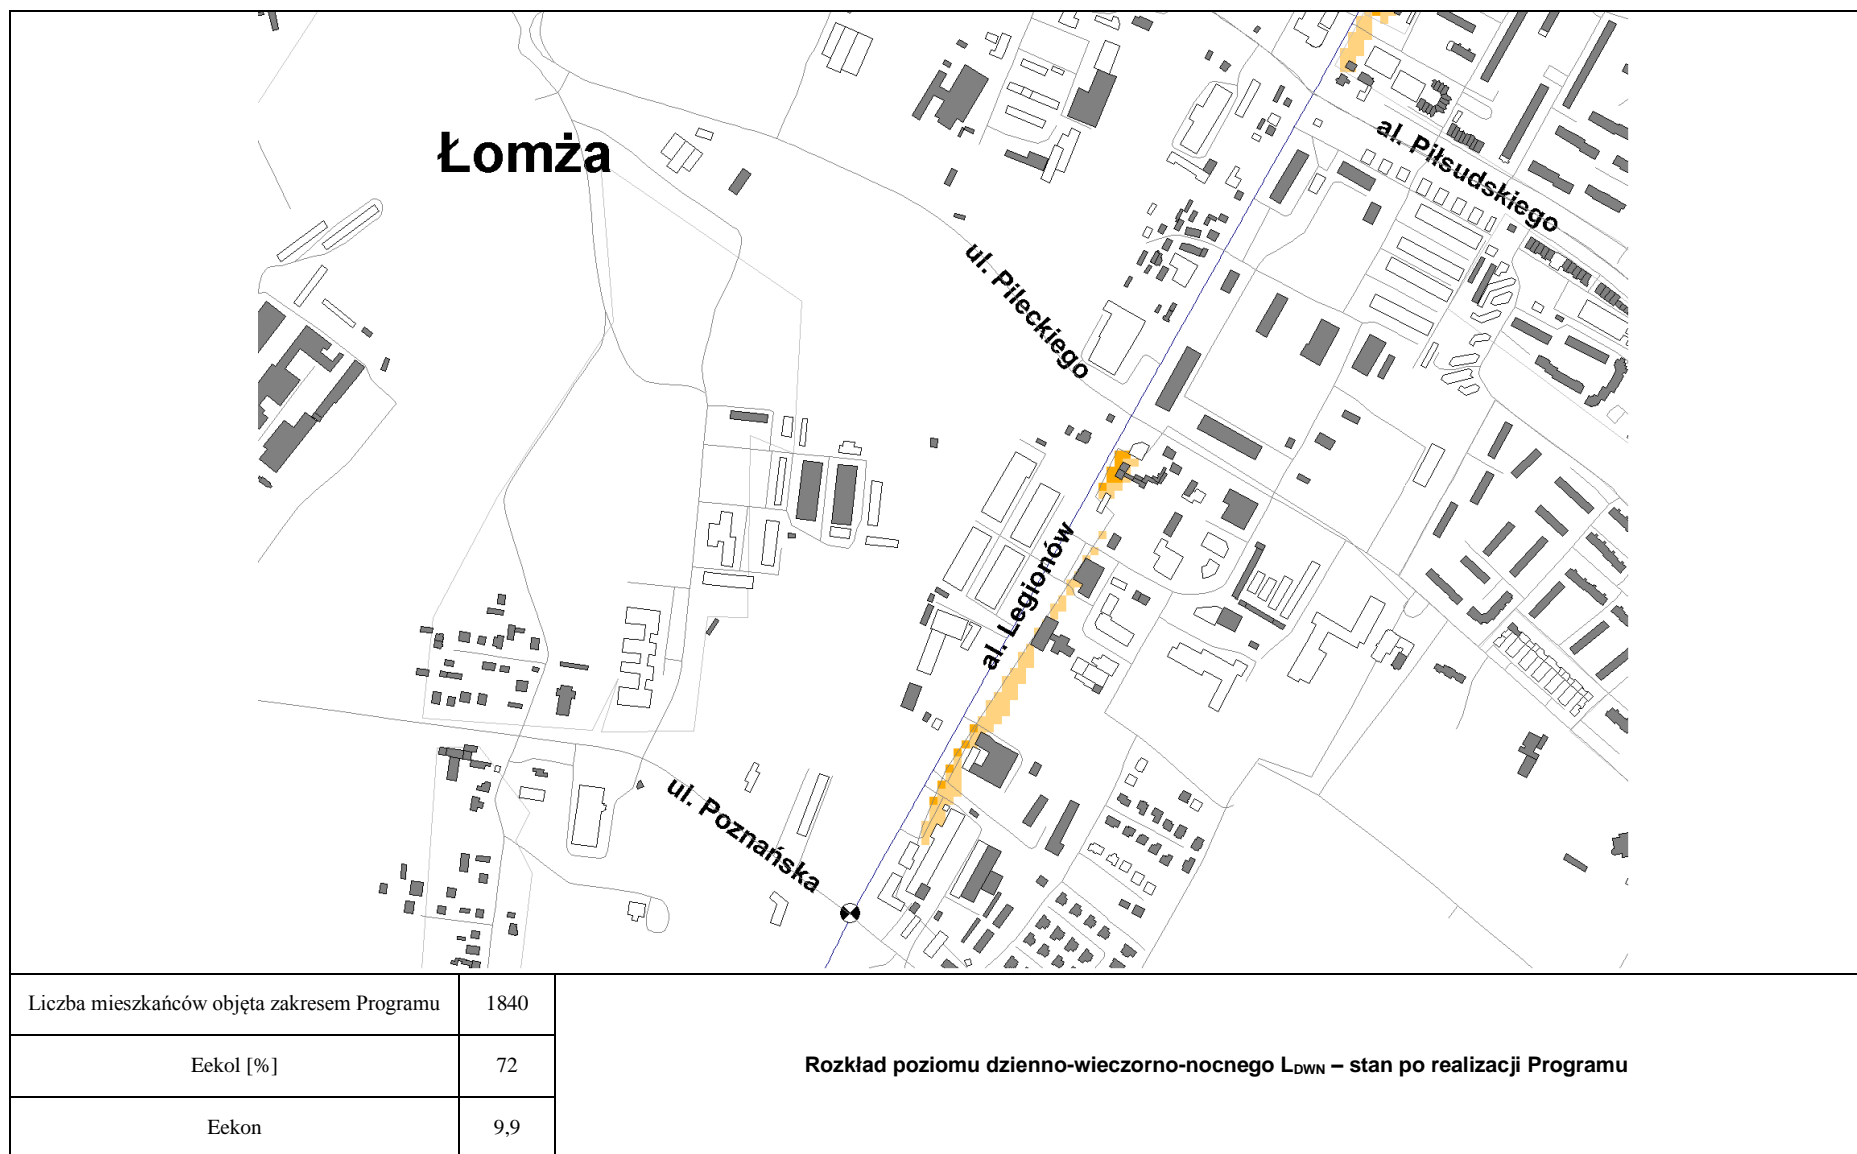 Łomża
al. Piłsudskiego
ul. Pileckiego
al. Legionów
ul. Poznańska
Liczba mieszkańców objęta zakresem Programu 1840
Eekol [%] 72
Eekon 9,9
Rozkład poziomu dzienno-wieczorno-nocnego LDWN – stan po realizacji Programu